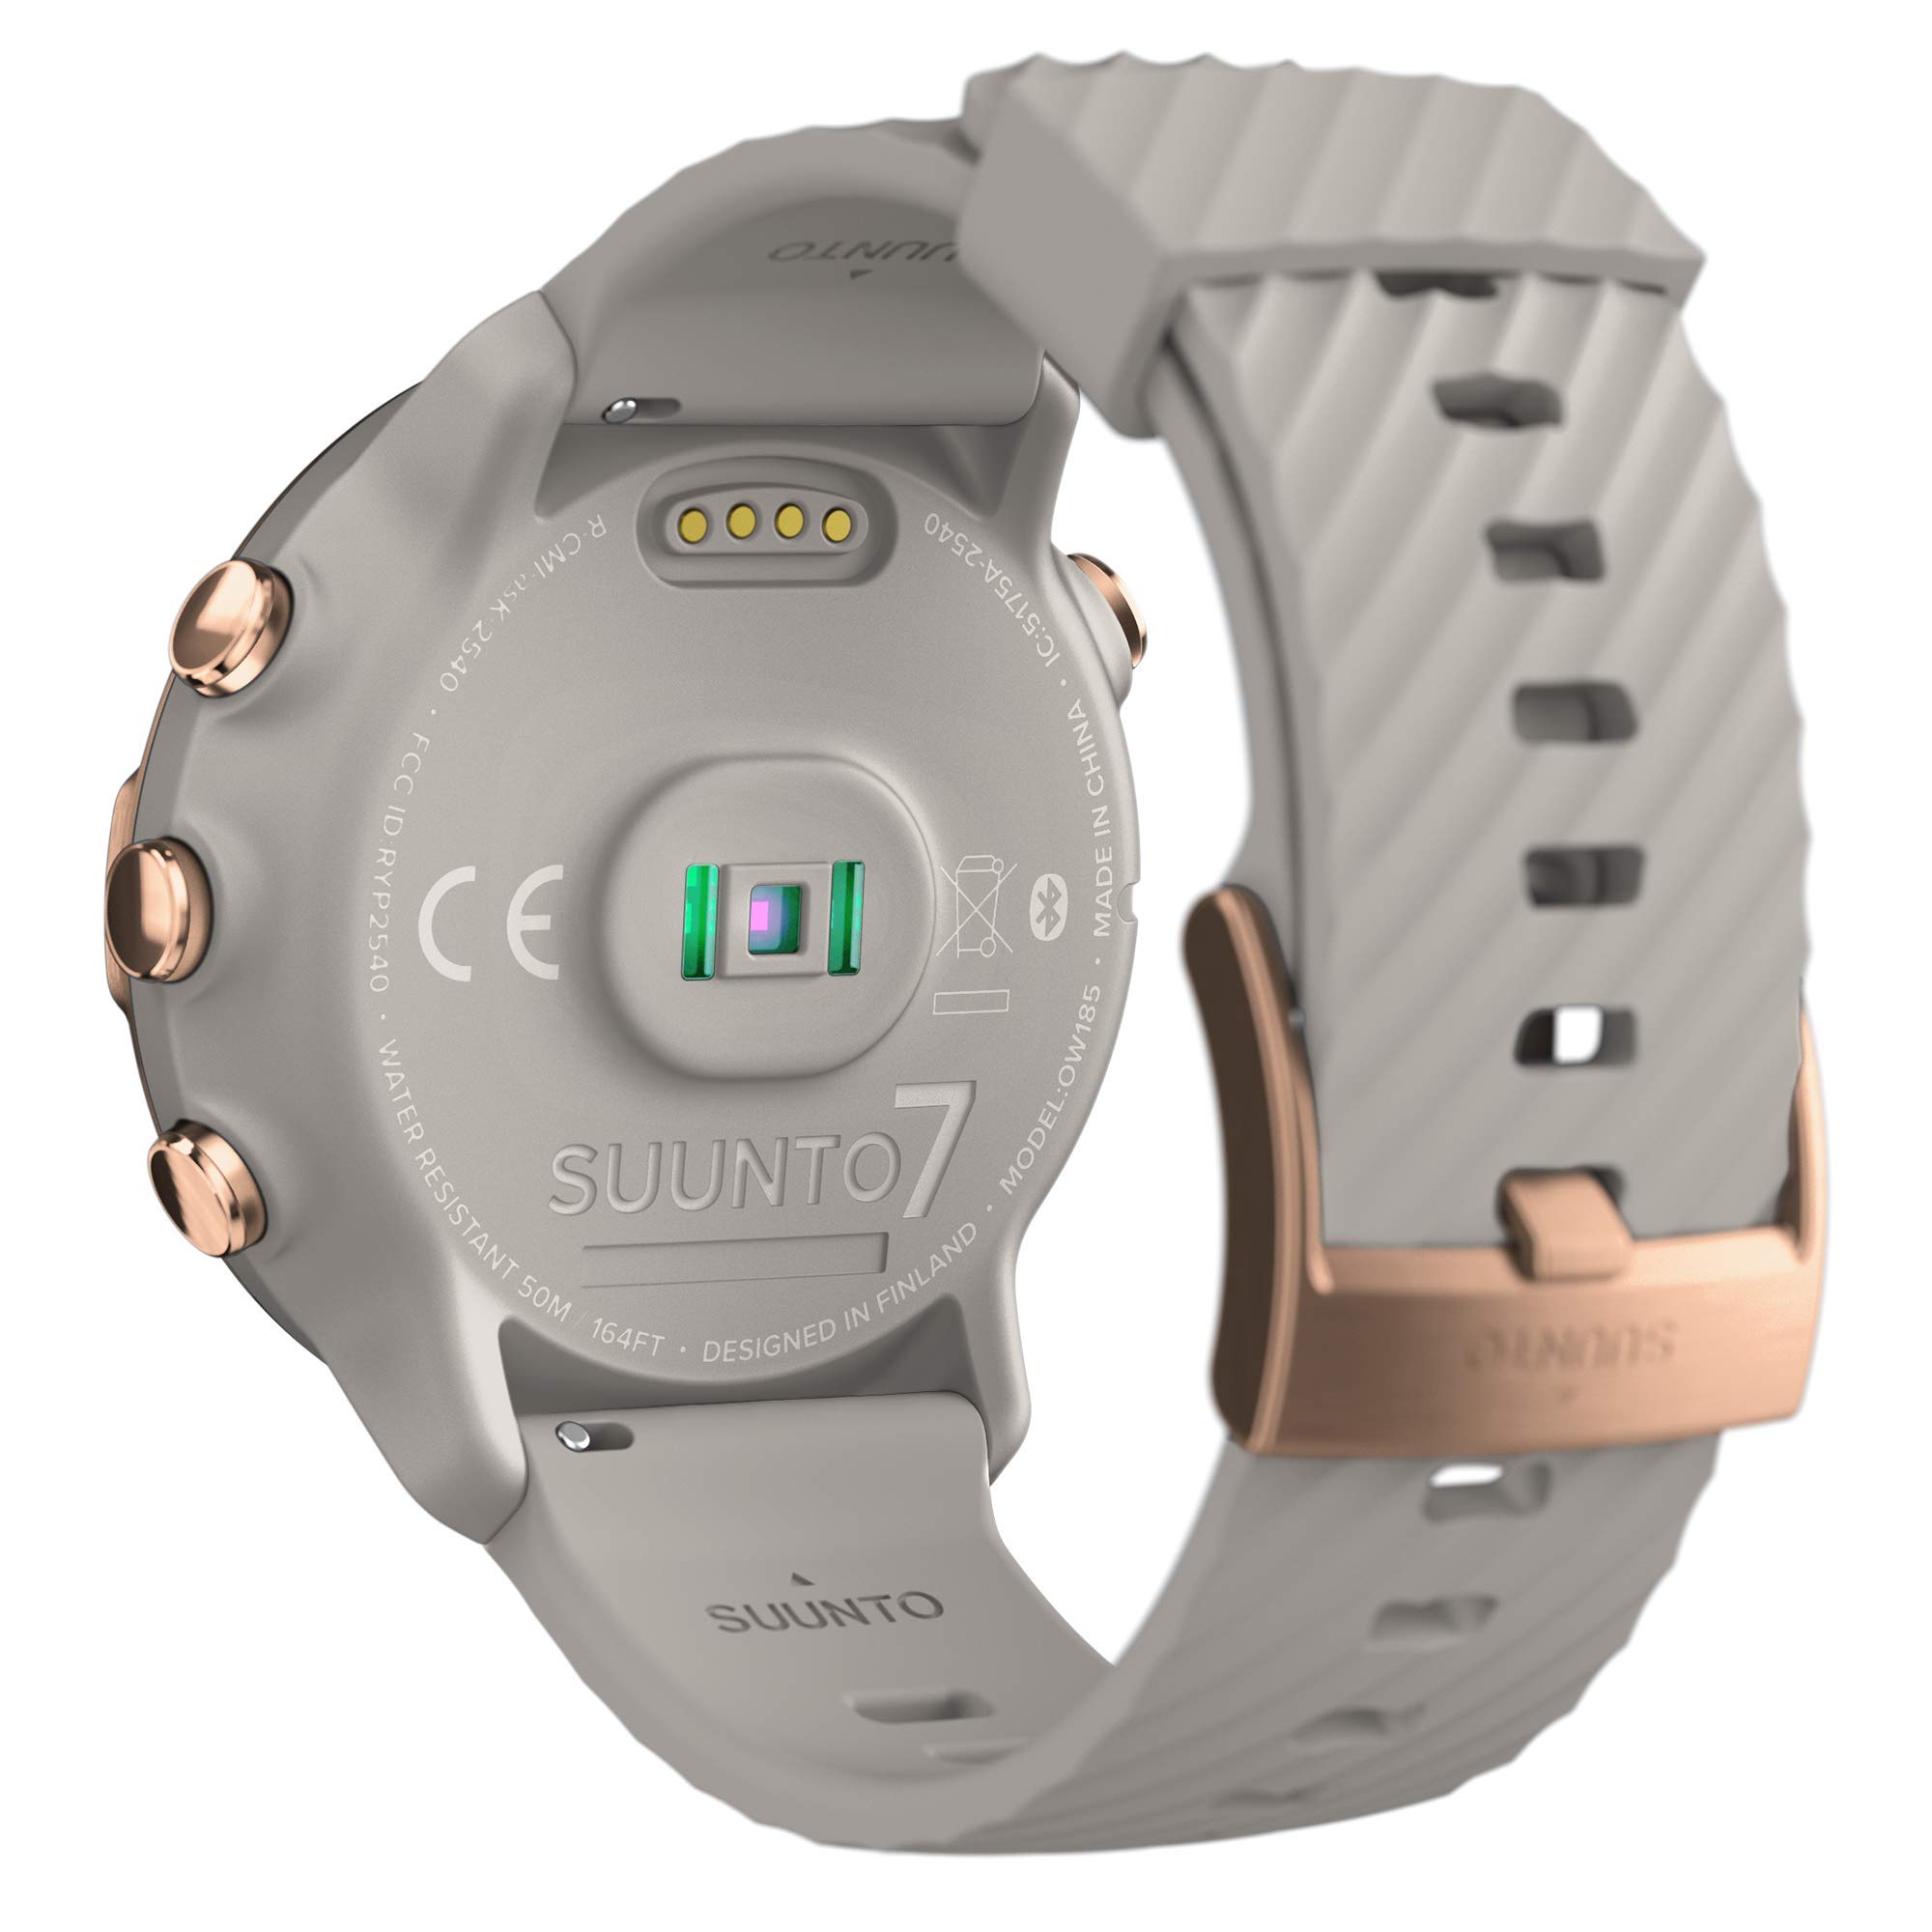 SUUNTO
R-CMI-asK-2540 • FCC ID:RYP2540 • WATER RESISTANT 50M / 164FT • DESIGNED IN FINLAND • MODEL:OW185 • MADE IN CHINA • IC:5175A-2540
CE
SUUNTO 7
SUUNTO
SUUNTO